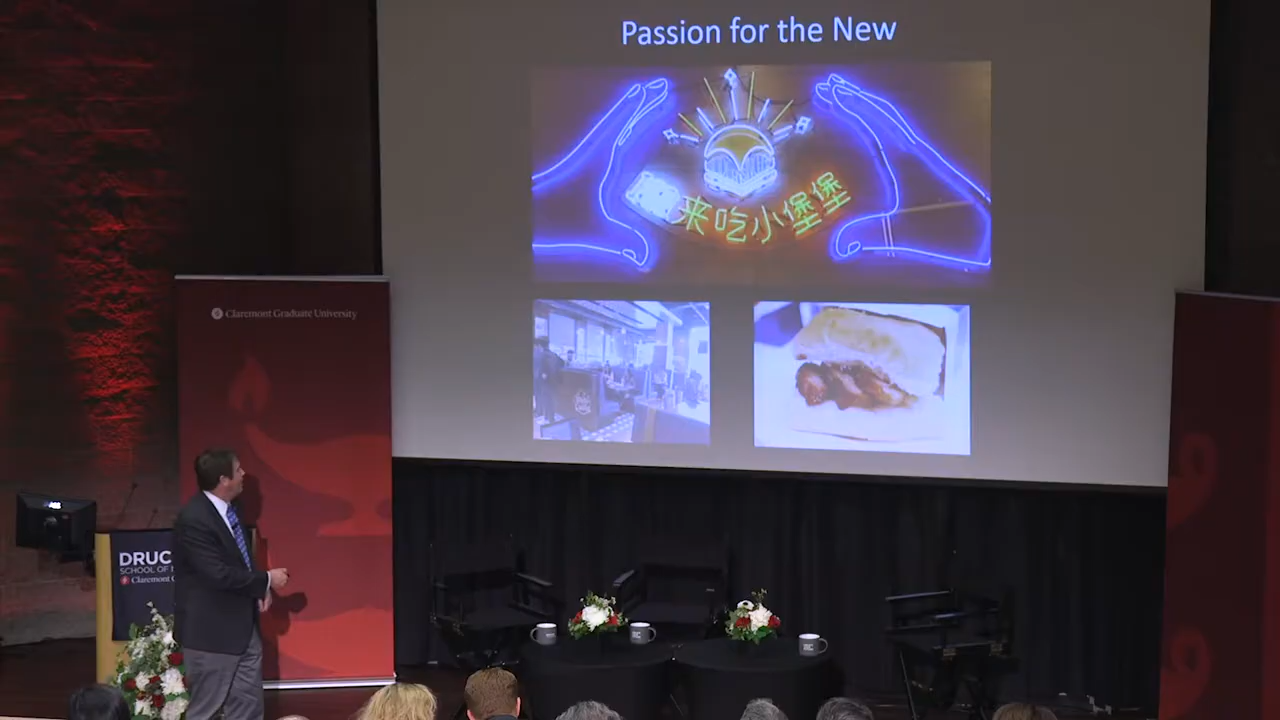 Passion for the New
来吃小堡堡
Claremont Graduate University
DRUC
SCHOOL OF
Claremont